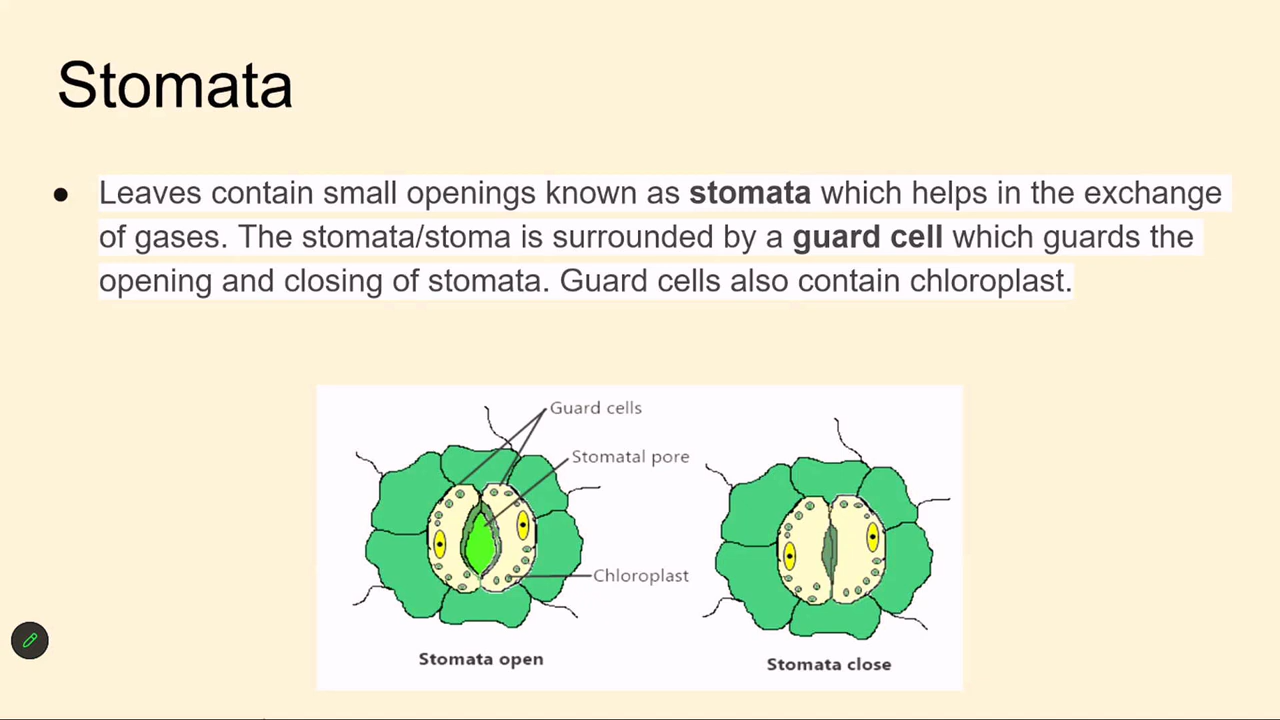 Stomata
● Leaves contain small openings known as stomata which helps in the exchange
of gases. The stomata/stoma is surrounded by a guard cell which guards the
opening and closing of stomata. Guard cells also contain chloroplast.
Guard cells
Stomatal pore
Chloroplast
Stomata open
Stomata close